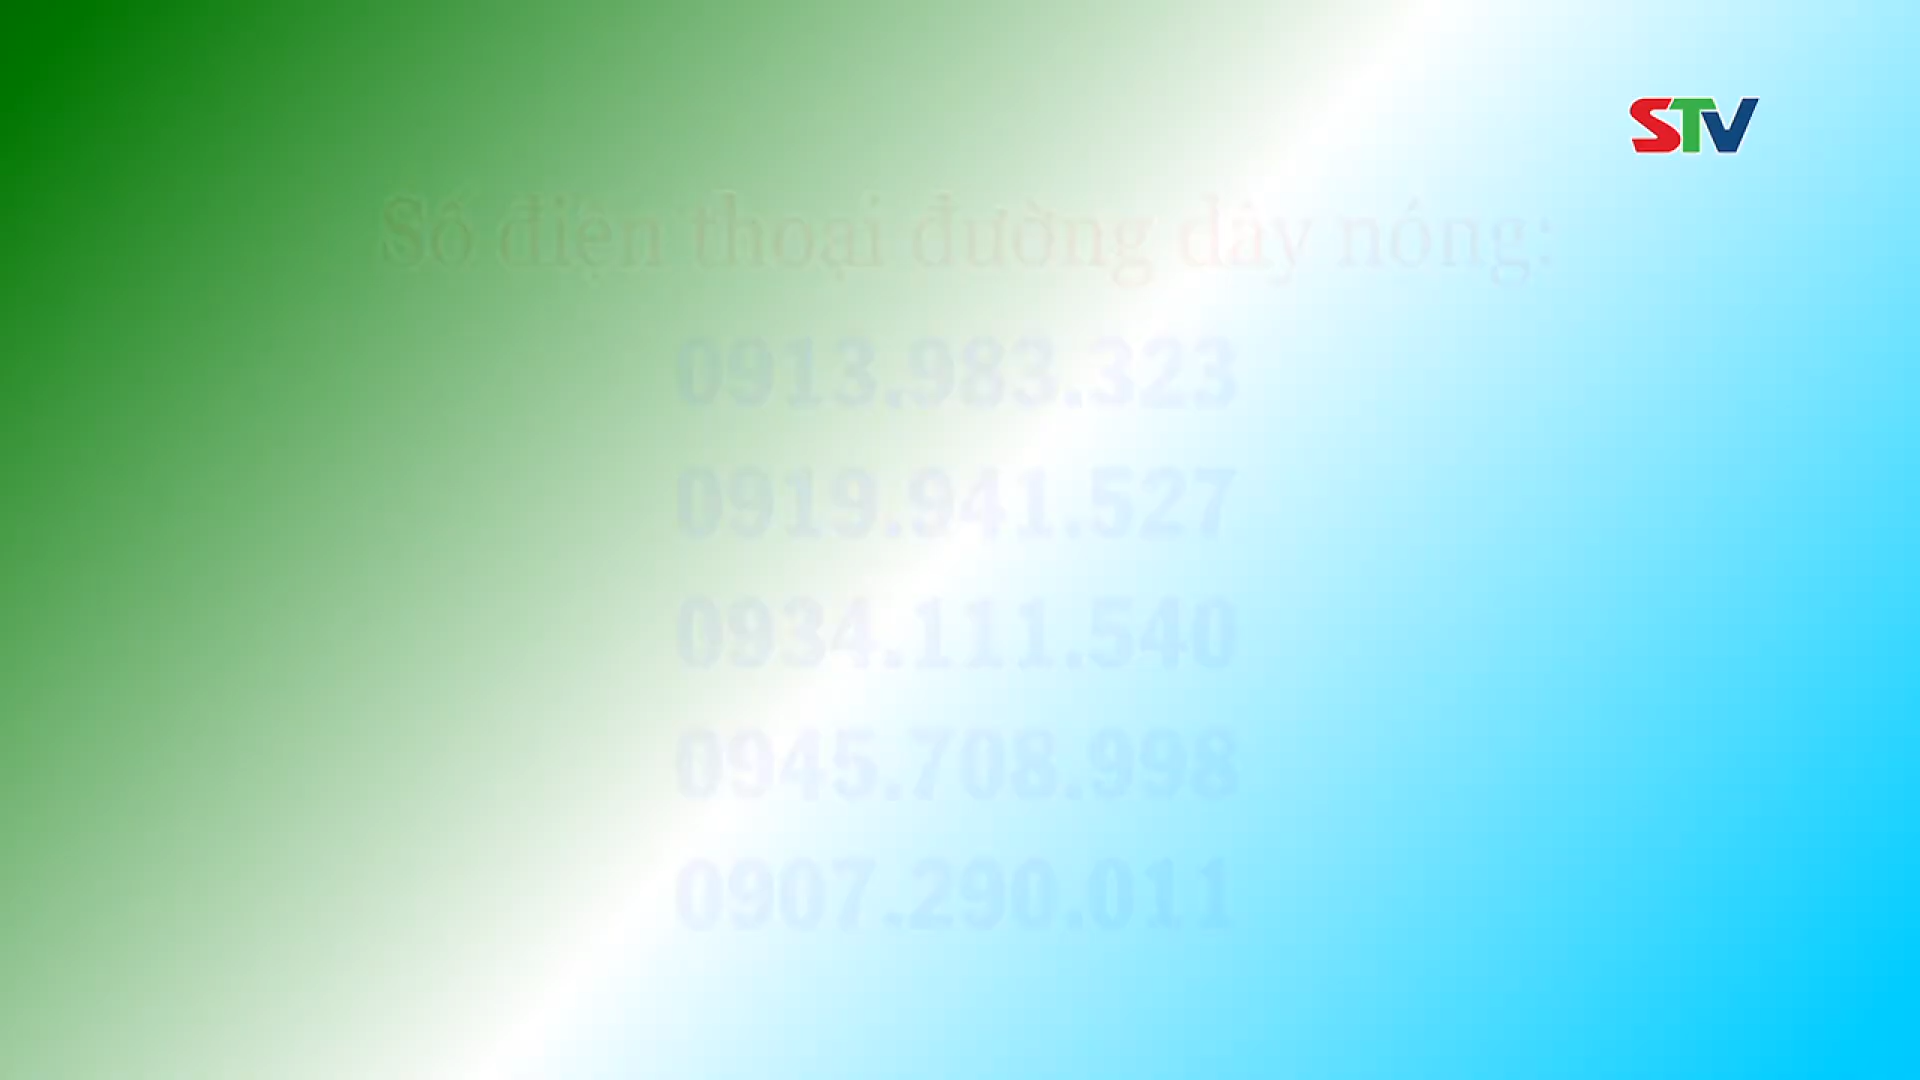 STV
Số điện thoại đường dây nóng:
0913.983.323
0919.941.527
0934.111.540
0945.708.998
0907.290.011